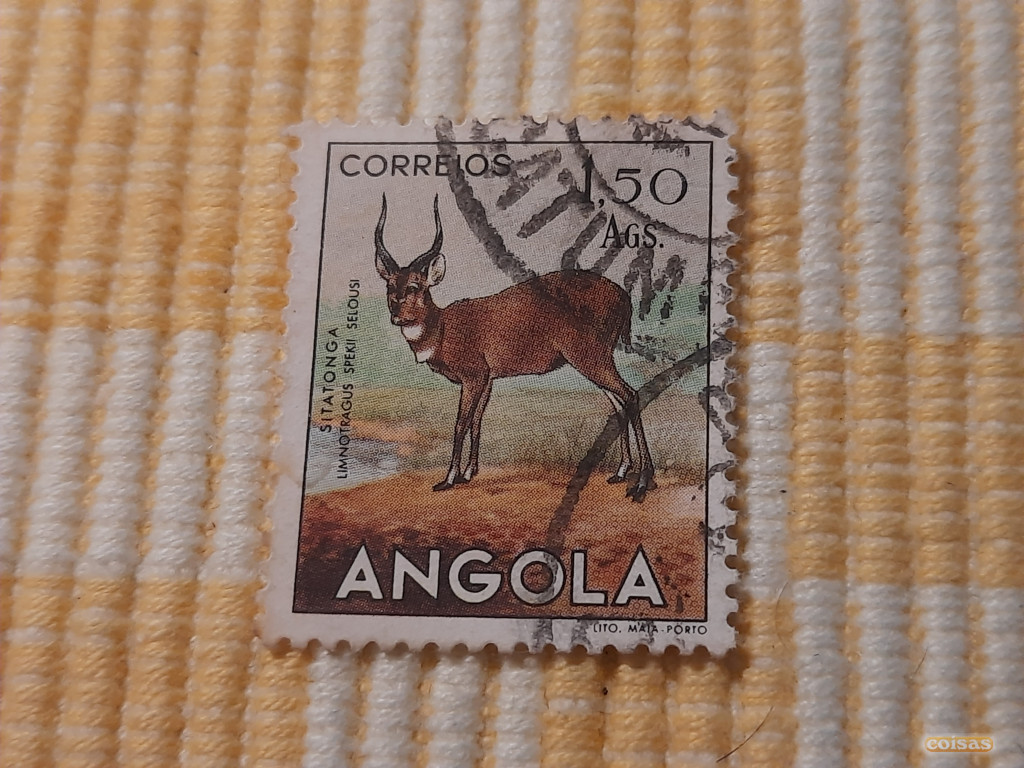 CORREIOS
1,50
AGS.
SITATONGA
LIMNOTRAGUS SPEKII SELOUSI
ANGOLA
LITO. MAIA-PORTO
coisas